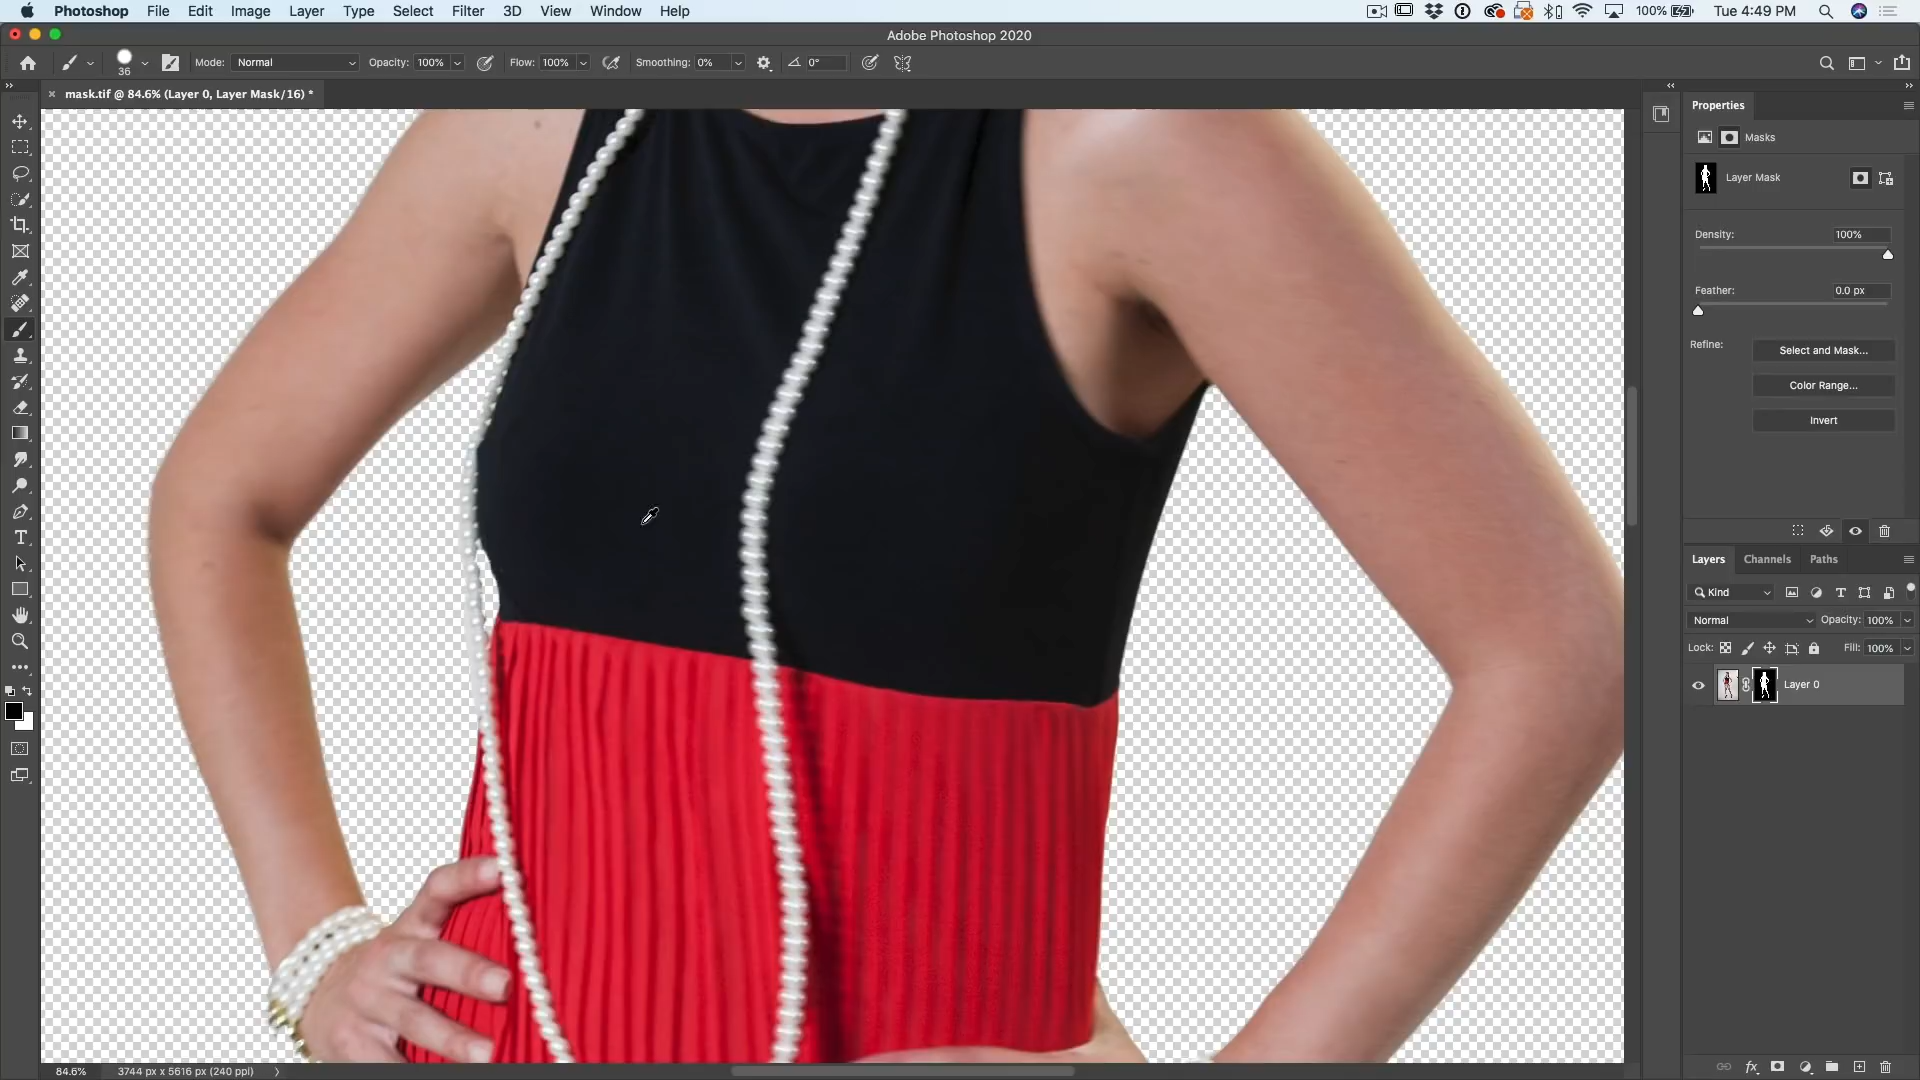 Photoshop File Edit Image Layer Type Select Filter 3D View Window Help 100% Tue 4:49 PM
Adobe Photoshop 2020
36 Mode: Normal Opacity: 100% Flow: 100% Smoothing: 0% 0°
mask.tif @ 84.6% (Layer 0, Layer Mask/16) *
Properties
Masks
Layer Mask
Density: 100%
Feather: 0.0 px
Refine: Select and Mask...
Color Range...
Invert
Layers Channels Paths
Kind
Normal Opacity: 100%
Lock: Fill: 100%
Layer 0
84.6% 3744 px x 5616 px (240 ppi)